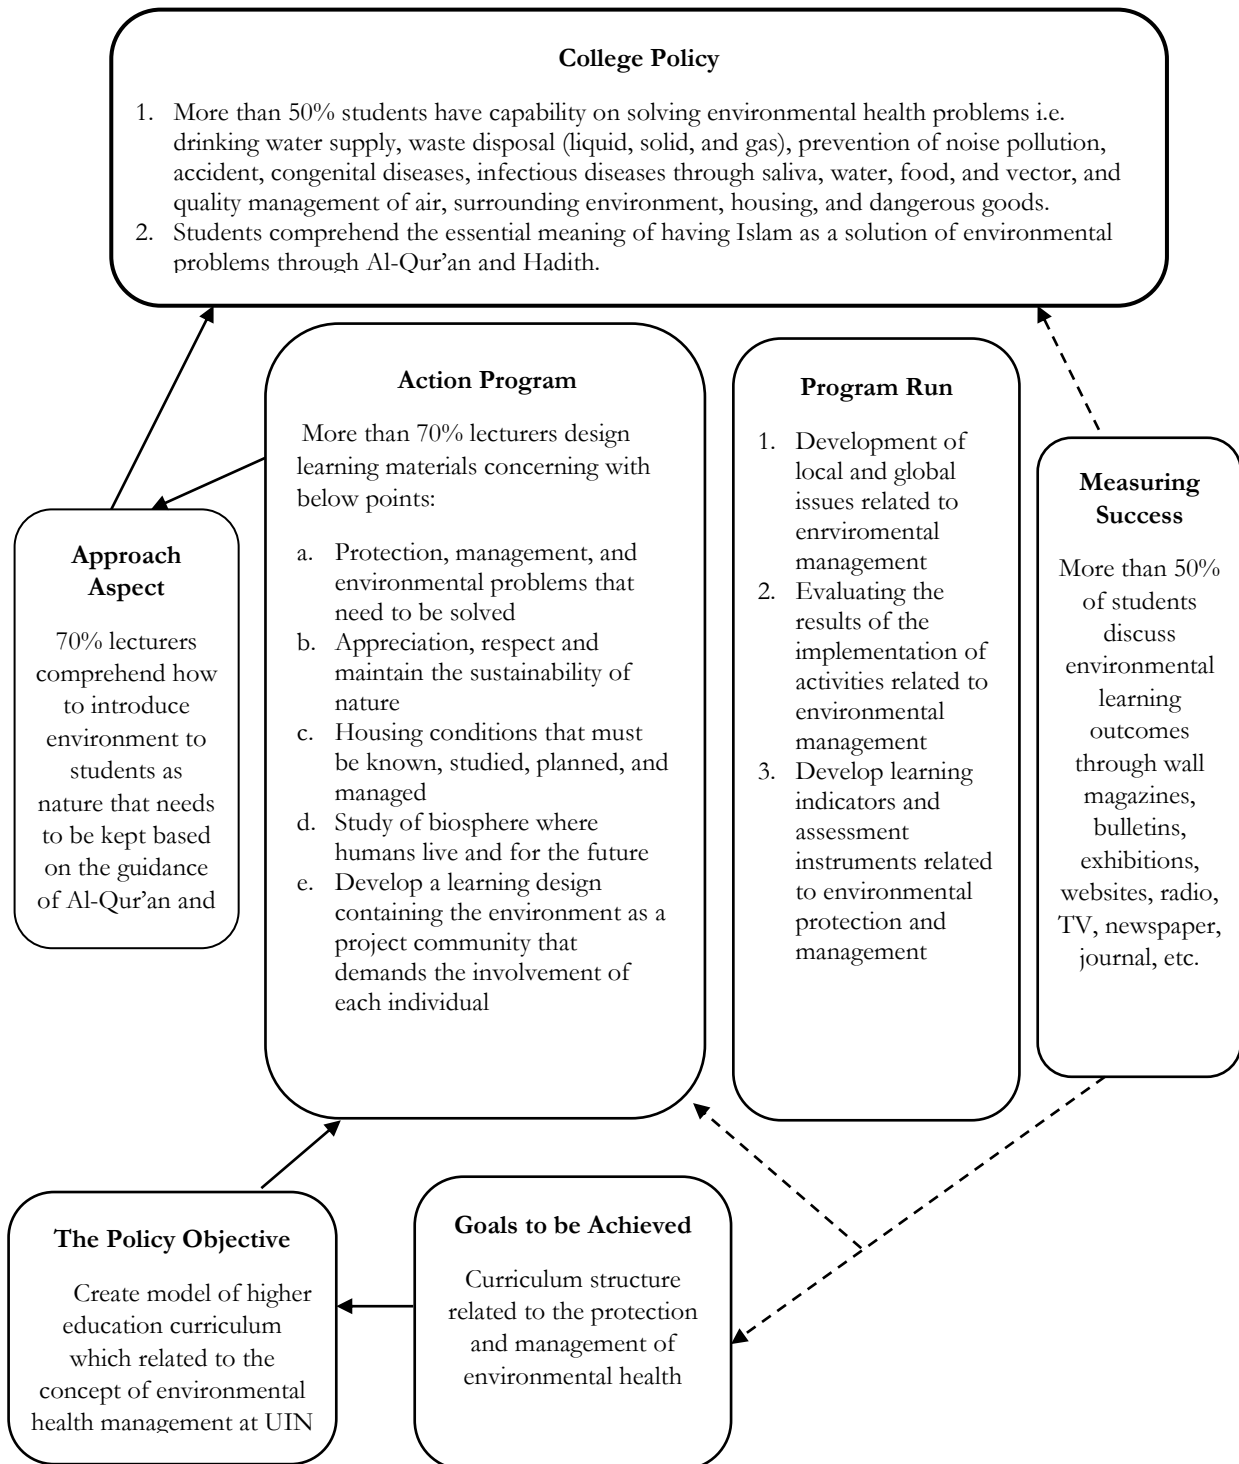 College Policy
1. More than 50% students have capability on solving environmental health problems i.e.
drinking water supply, waste disposal (liquid, solid, and gas), prevention of noise pollution,
accident, congenital diseases, infectious diseases through saliva, water, food, and vector, and
quality management of air, surrounding environment, housing, and dangerous goods.
2. Students comprehend the essential meaning of having Islam as a solution of environmental
problems through Al-Qur’an and Hadith.
Action Program
More than 70% lecturers design
learning materials concerning with
below points:
a. Protection, management, and
environmental problems that
need to be solved
b. Appreciation, respect and
maintain the sustainability of
nature
c. Housing conditions that must
be known, studied, planned, and
managed
d. Study of biosphere where
humans live and for the future
e. Develop a learning design
containing the environment as a
project community that
demands the involvement of
each individual
Program Run
1. Development of
local and global
issues related to
enrviromental
management
2. Evaluating the
results of the
implementation of
activities related to
environmental
management
3. Develop learning
indicators and
assessment
instruments related
to environmental
protection and
management
Measuring
Success
More than 50%
of students
discuss
environmental
learning
outcomes
through wall
magazines,
bulletins,
exhibitions,
websites, radio,
TV, newspaper,
journal, etc.
Approach
Aspect
70% lecturers
comprehend how
to introduce
environment to
students as
nature that needs
to be kept based
on the guidance
of Al-Qur’an and
The Policy Objective
Create model of higher
education curriculum
which related to the
concept of environmental
health management at UIN
Goals to be Achieved
Curriculum structure
related to the protection
and management of
environmental health